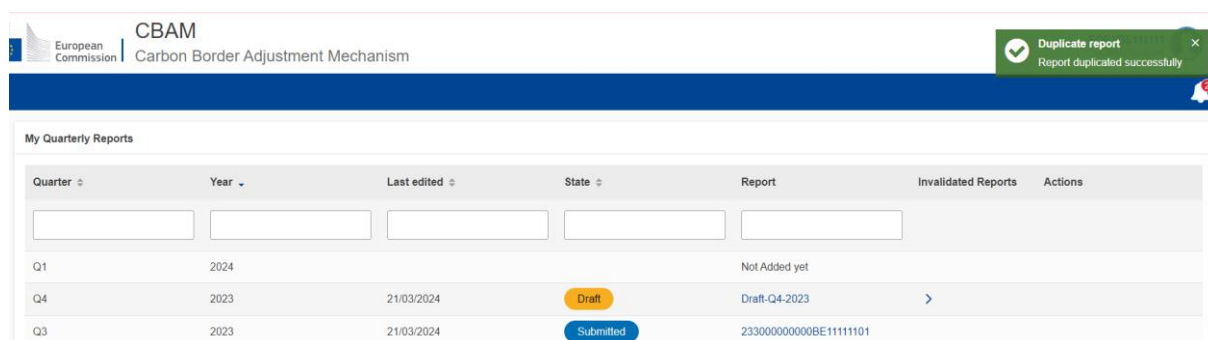 CBAM
European
Commission
Carbon Border Adjustment Mechanism
Duplicate report
Report duplicated successfully
My Quarterly Reports
Quarter Year Last edited State Report Invalidated Reports Actions
Q1 2024 Not Added yet
Q4 2023 21/03/2024 Draft Draft-Q4-2023
Q3 2023 21/03/2024 Submitted 233000000000BE11111101